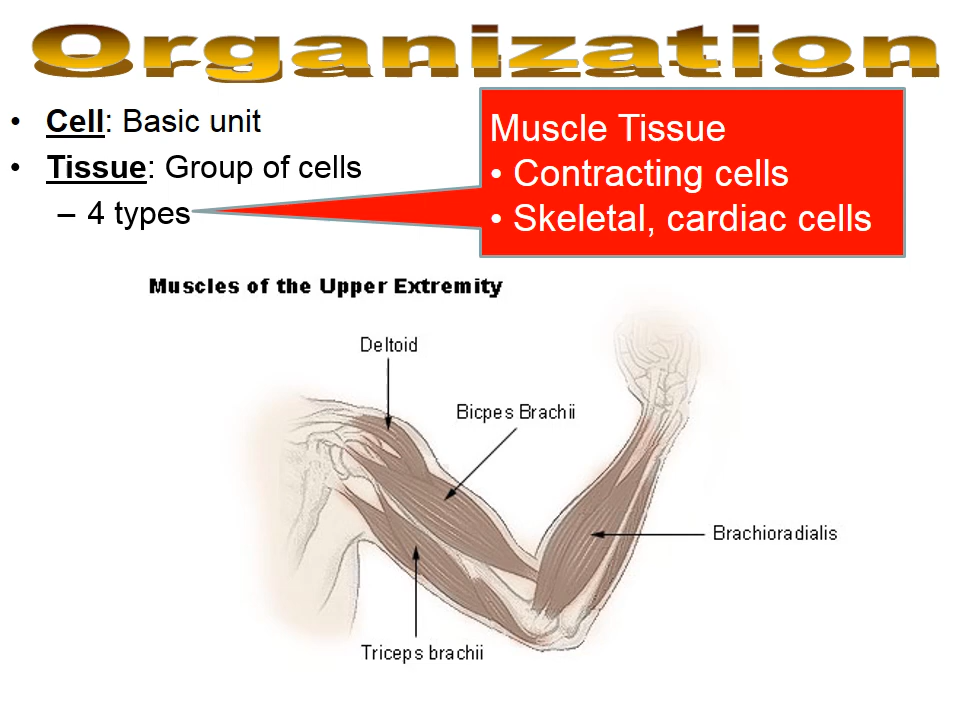 Organization
• Cell: Basic unit
• Tissue: Group of cells
– 4 types
Muscle Tissue
• Contracting cells
• Skeletal, cardiac cells
Muscles of the Upper Extremity
Deltoid
Bicpes Brachii
Brachioradialis
Triceps brachii